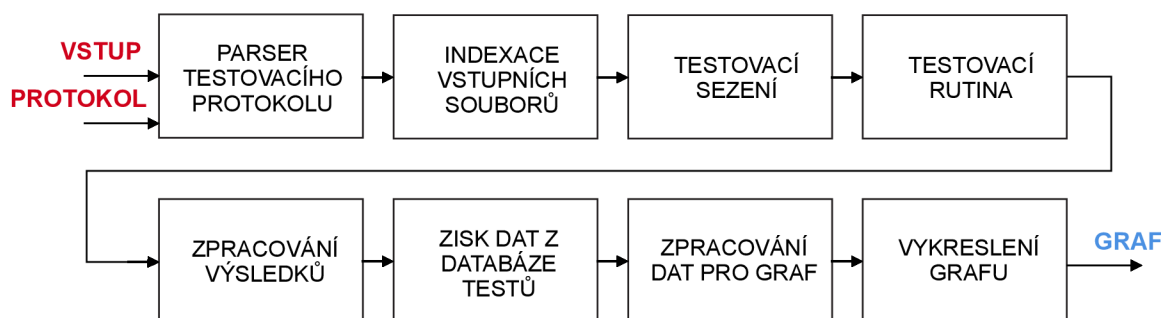 VSTUP
PROTOKOL
PARSER
TESTOVACÍHO
PROTOKOLU
INDEXACE
VSTUPNÍCH
SOUBORŮ
TESTOVACÍ
SEZENÍ
TESTOVACÍ
RUTINA
ZPRACOVÁNÍ
VÝSLEDKŮ
ZISK DAT Z
DATABÁZE
TESTŮ
ZPRACOVÁNÍ
DAT PRO GRAF
VYKRESLENÍ
GRAFU
GRAF